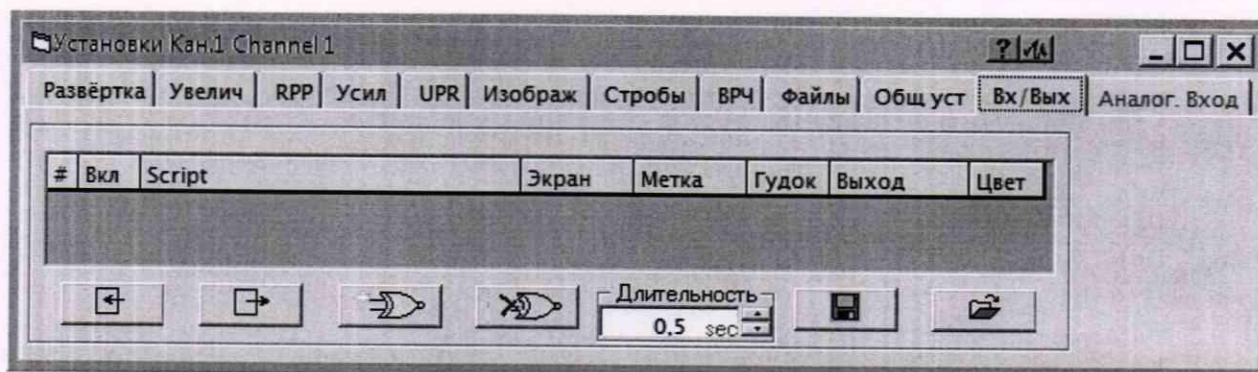 Установки Кан.1 Channel 1
Развёртка Увелич RPP Усил UPR Изображ Стробы ВРЧ Файлы Общ уст Вх/Вых Аналог. Вход
# Вкл Script Экран Метка Гудок Выход Цвет
Длительность
0,5 sec